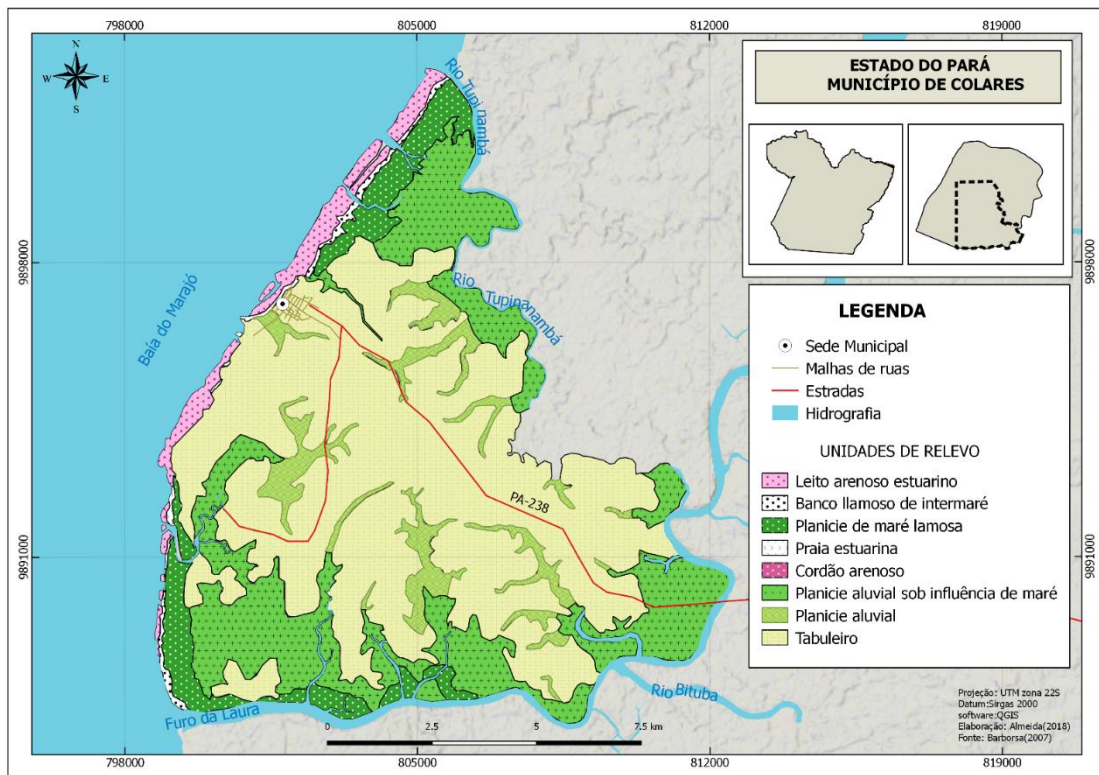 798000
805000
812000
819000
N
W
E
S
ESTADO DO PARÁ
MUNICÍPIO DE COLARES
Rio Tupinambá
9898000
9898000
Baia do Marajó
Rio Tupinanambá
LEGENDA
Sede Municipal
Malhas de ruas
Estradas
Hidrografia
UNIDADES DE RELEVO
Leito arenoso estuarino
Banco llamoso de intermaré
Planicie de maré lamosa
Praia estuarina
Cordão arenoso
Planicie aluvial sob influência de maré
Planicie aluvial
Tabuleiro
PA-238
9891000
9891000
Rio Bituba
Furo da Laura
Projeção: UTM zona 22S
Datum:Sirgas 2000
software:QGIS
Elaboração: Almeida(2018)
Fonte: Barborsa(2007)
0
2.5
5
7.5 km
798000
805000
812000
819000